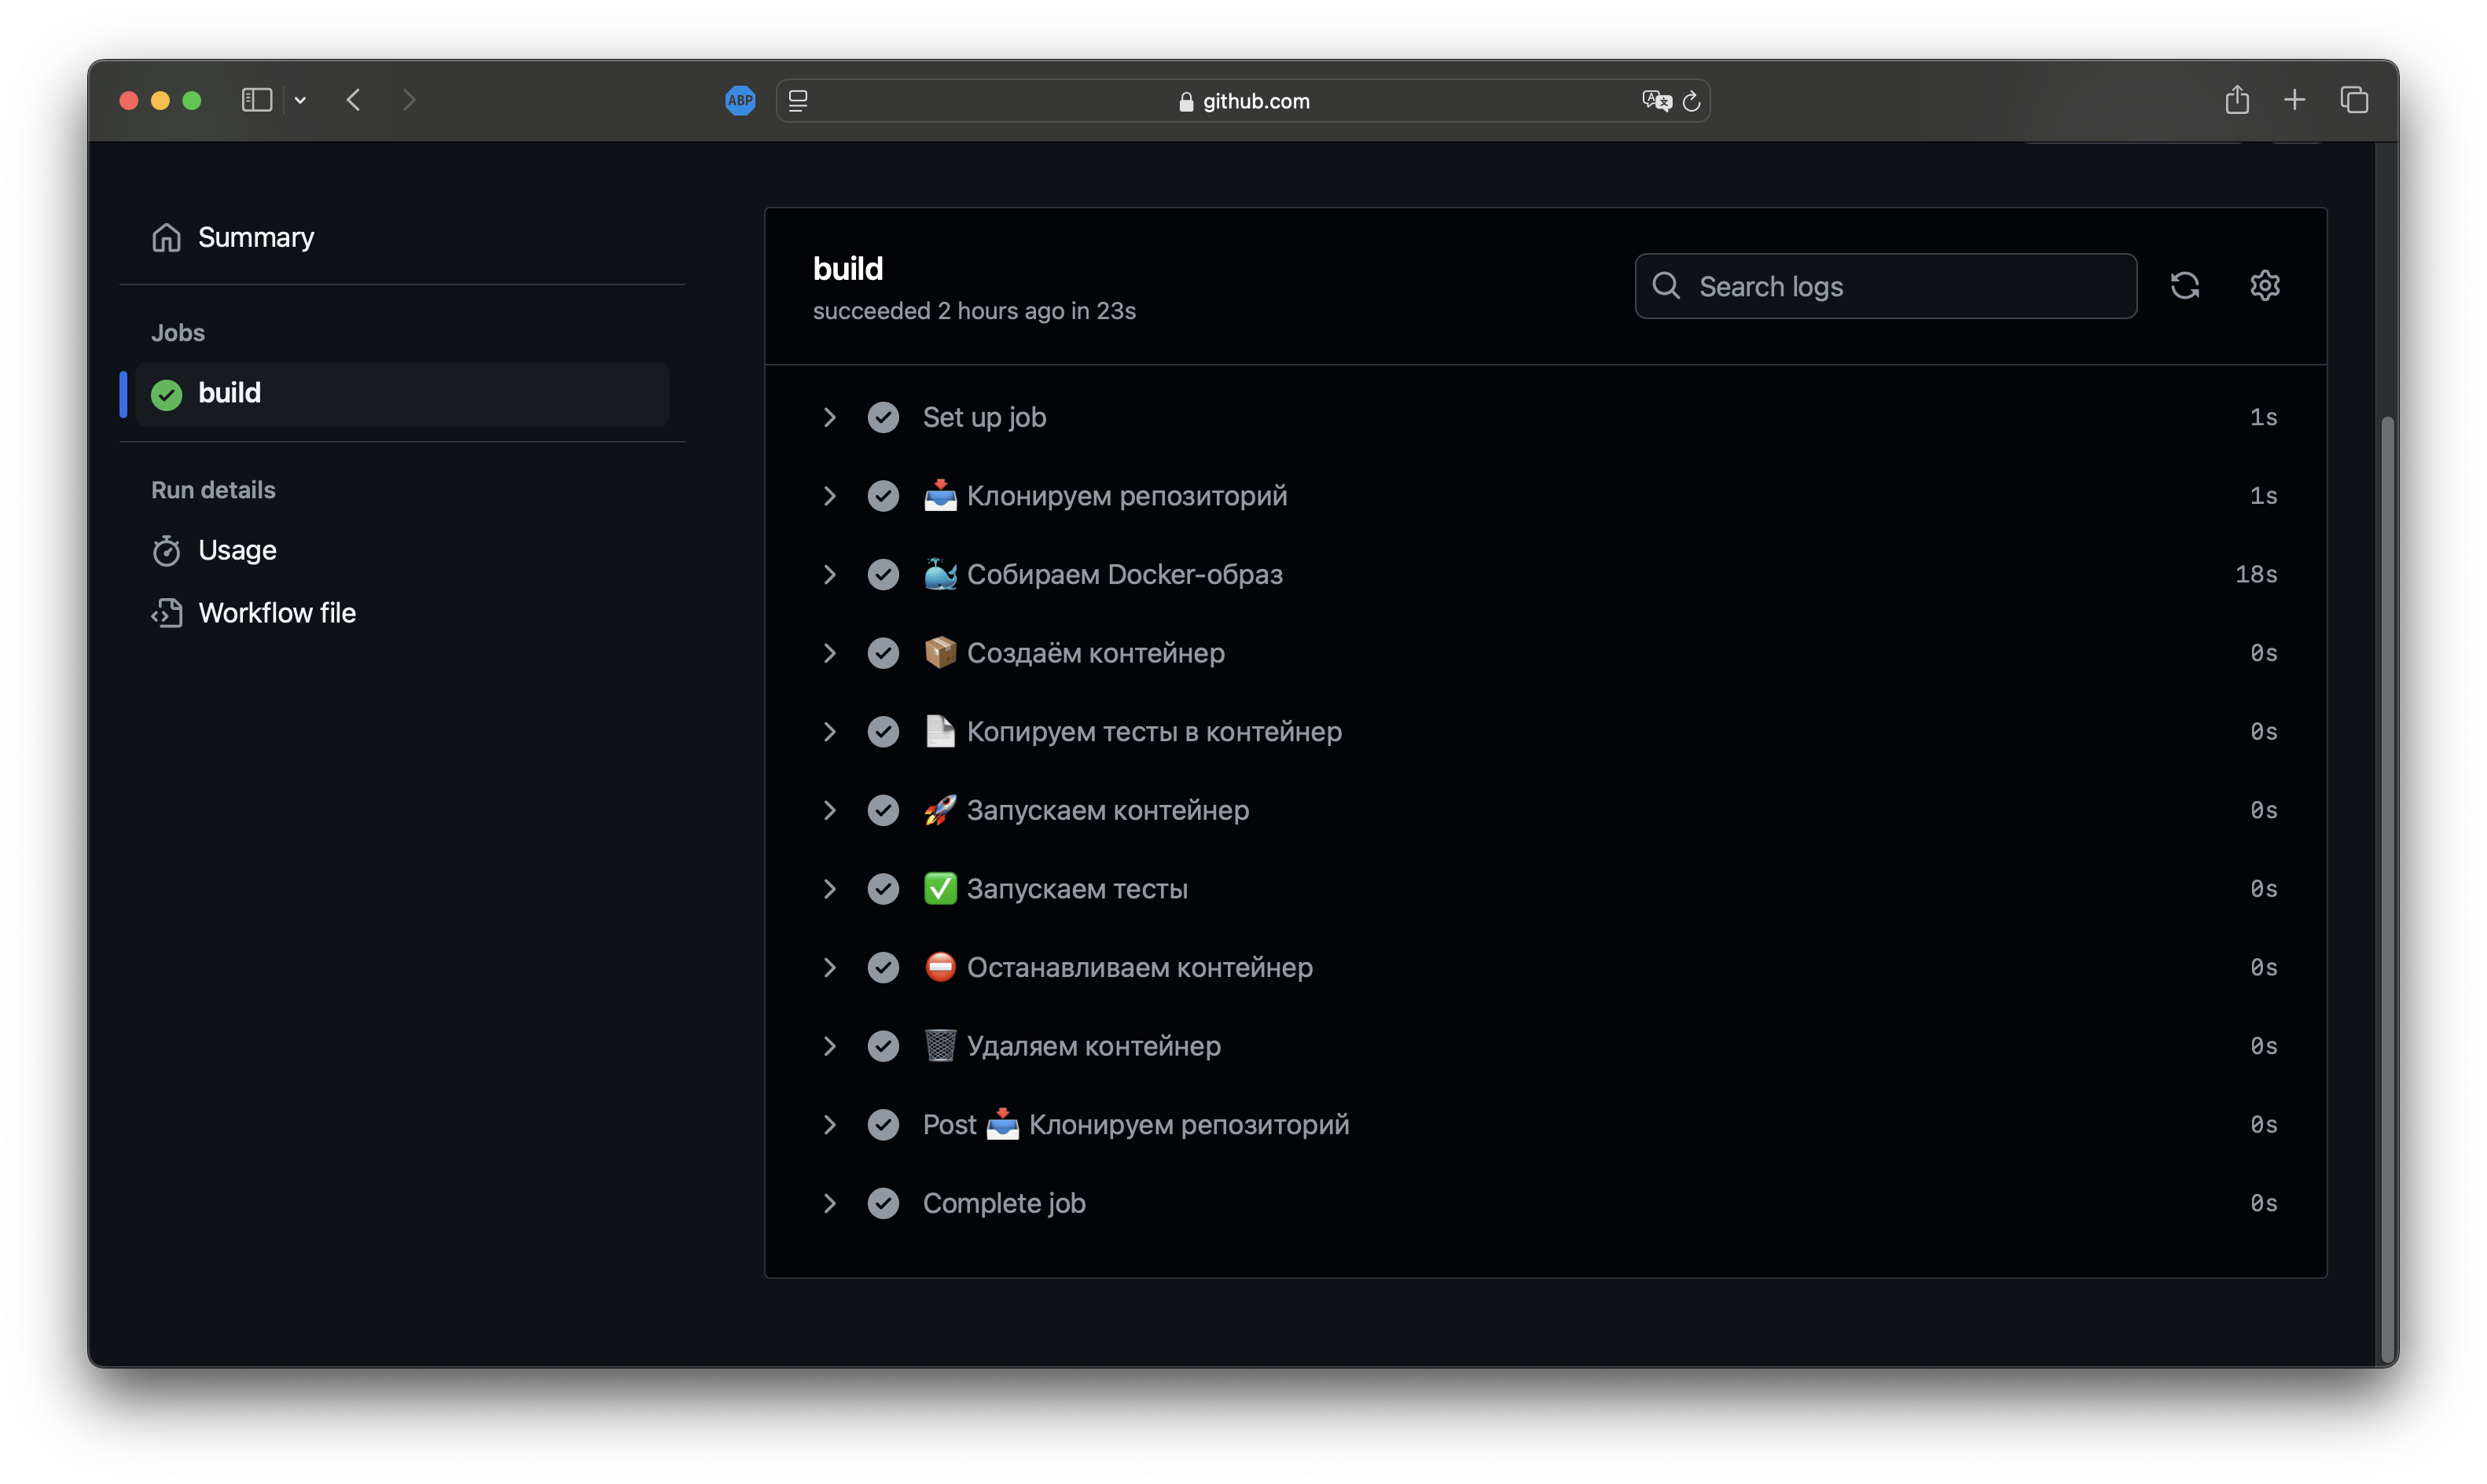 ABP
github.com
Summary
Jobs
build
Run details
Usage
Workflow file
build
succeeded 2 hours ago in 23s
Search logs
Set up job 1s
📥 Клонируем репозиторий 1s
🐳 Собираем Docker-образ 18s
📦 Создаём контейнер 0s
📄 Копируем тесты в контейнер 0s
🚀 Запускаем контейнер 0s
✅ Запускаем тесты 0s
⛔ Останавливаем контейнер 0s
🗑️ Удаляем контейнер 0s
Post 📥 Клонируем репозиторий 0s
Complete job 0s